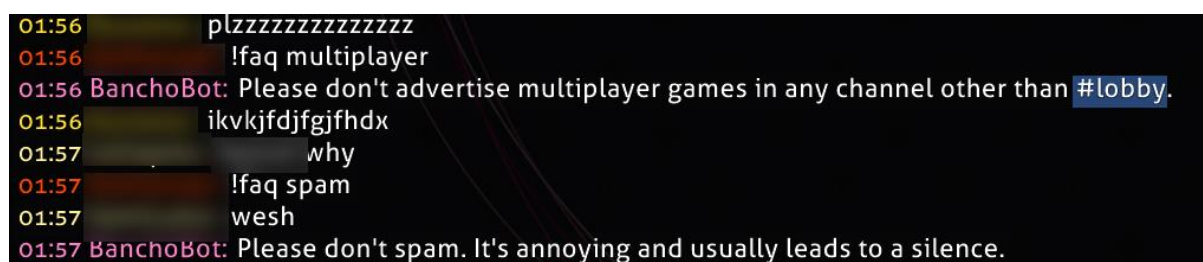 01:56 plzzzzzzzzzzzzzz
01:56 !faq multiplayer
01:56 BanchoBot: Please don't advertise multiplayer games in any channel other than #lobby.
01:56 ikvkjfdjfgjfhdx
01:57 why
01:57 !faq spam
01:57 wesh
01:57 BanchoBot: Please don't spam. It's annoying and usually leads to a silence.